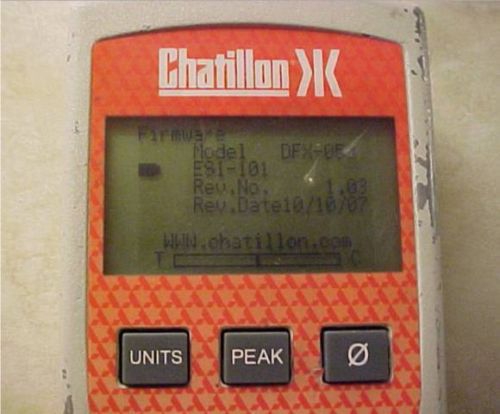 Chatillon
Firmware
Model DFX-050
E91-101
Rev.No. 1.03
Rev.Date10/10/07
WWW.chatillon.com
T C
UNITS PEAK Ø